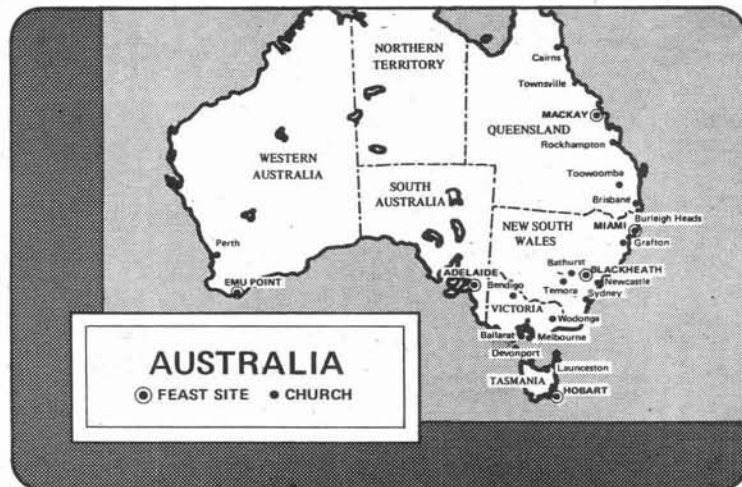 NORTHERN
TERRITORY
Cairns
Townsville
MACKAY
QUEENSLAND
Rockhampton
WESTERN
AUSTRALIA
Toowoomba
SOUTH
AUSTRALIA
Brisbane
Burleigh Heads
NEW SOUTH
WALES
MIAMI
Grafton
Perth
Bathurst
BLACKHEATH
ADELAIDE
EMU POINT
Bendigo
Temora
Newcastle
Sydney
VICTORIA
Wodonga
Ballarat
Melbourne
Devonport
Launceston
TASMANIA
HOBART
AUSTRALIA
FEAST SITE
CHURCH